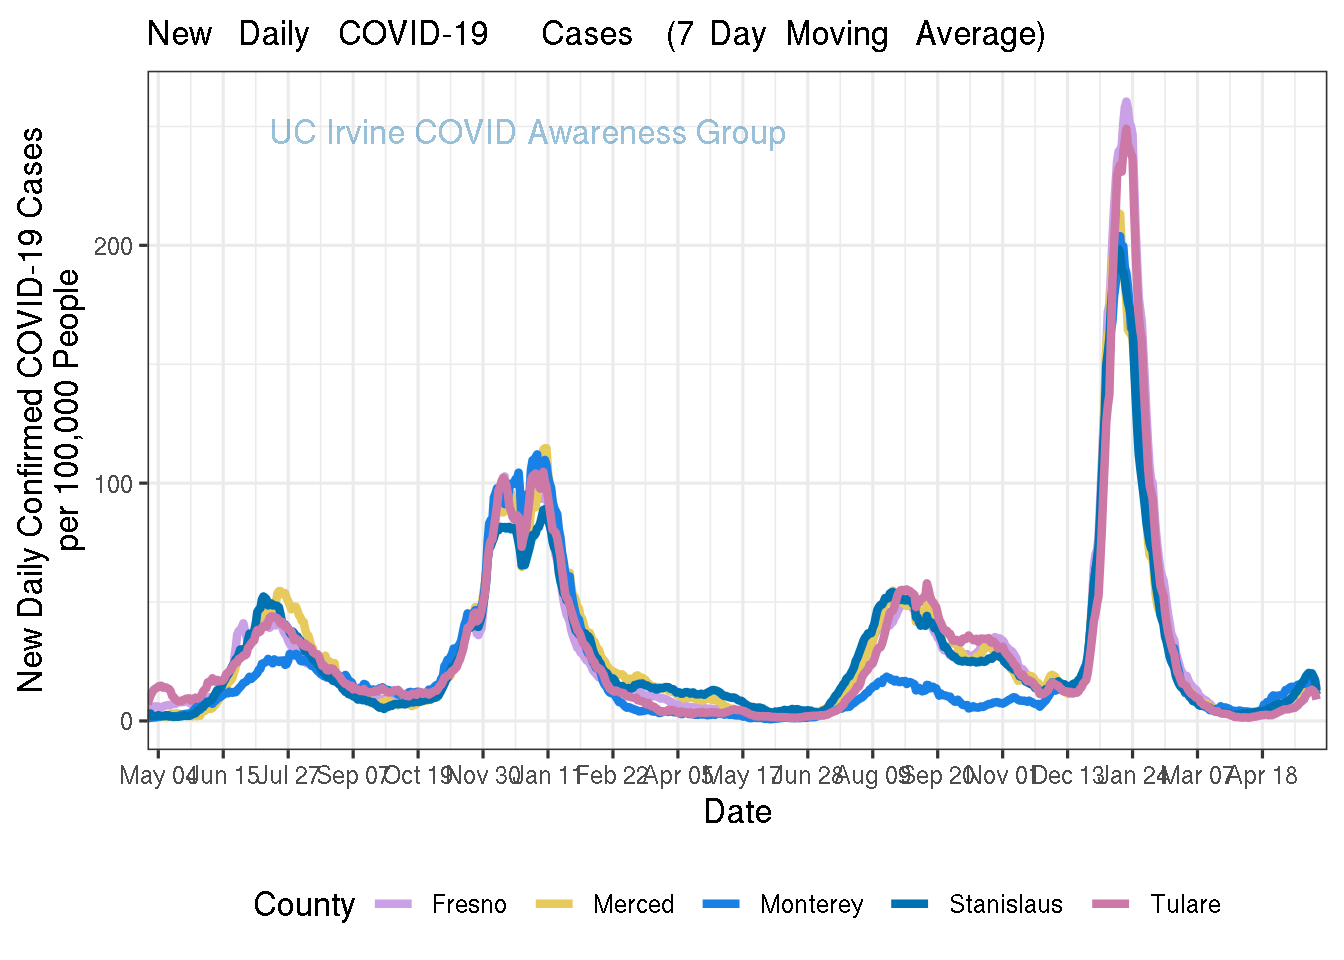 New Daily COVID-19 Cases (7 Day Moving Average)
UC Irvine COVID Awareness Group
New Daily Confirmed COVID-19 Cases
per 100,000 People
200
100
0
May 04 Jun 15 Jul 27 Sep 07 Oct 19 Nov 30 Jan 11 Feb 22 Apr 05 May 17 Jun 28 Aug 09 Sep 20 Nov 01 Dec 13 Jan 24 Mar 07 Apr 18
Date
County Fresno Merced Monterey Stanislaus Tulare